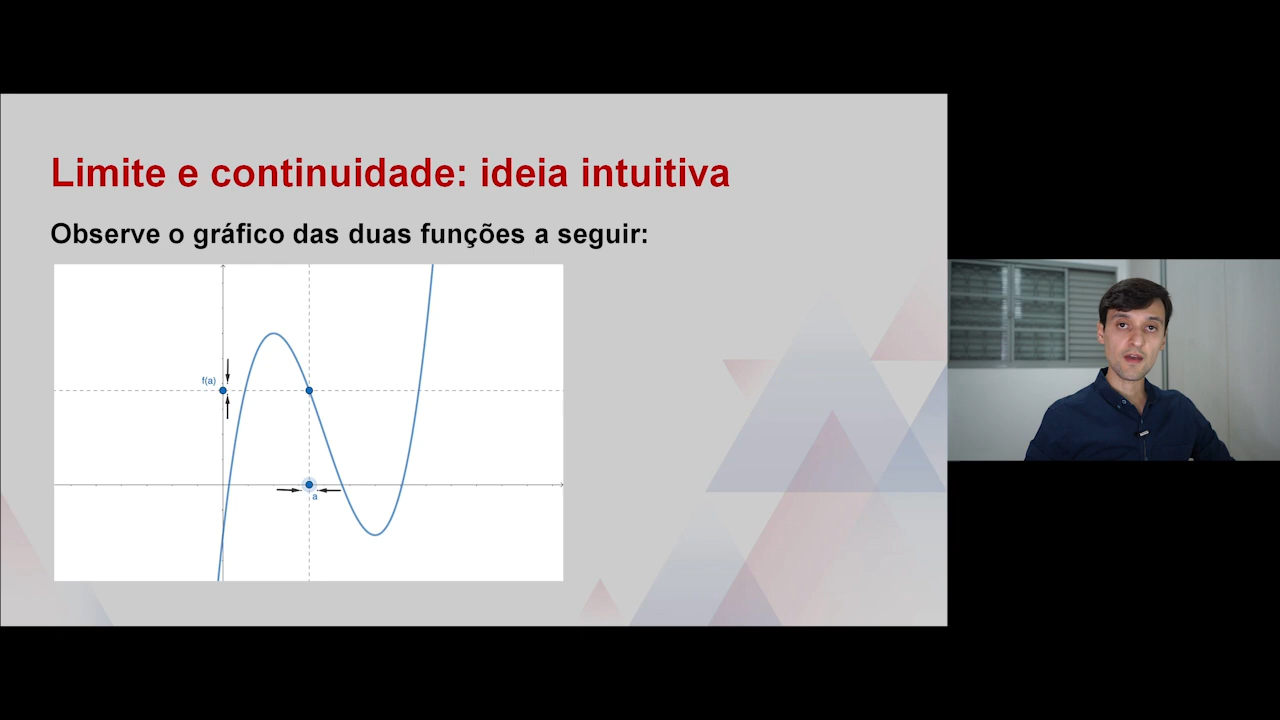 Limite e continuidade: ideia intuitiva
Observe o gráfico das duas funções a seguir:
f(a)
a